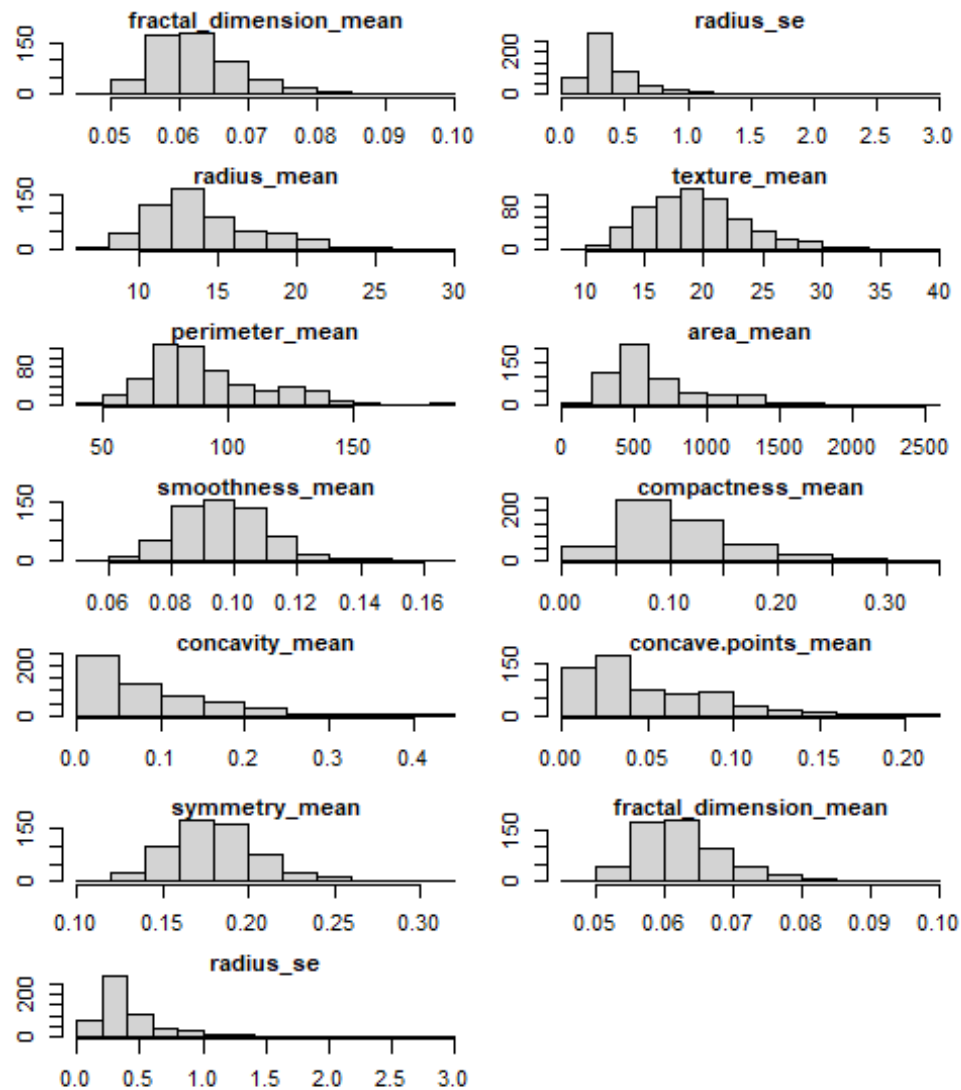 fractal_dimension_mean
0 150
0.05 0.06 0.07 0.08 0.09 0.10
radius_se
0 200
0.0 0.5 1.0 1.5 2.0 2.5 3.0
radius_mean
0 150
10 15 20 25 30
texture_mean
0 80
10 15 20 25 30 35 40
perimeter_mean
0 80
50 100 150
area_mean
0 150
0 500 1000 1500 2000 2500
smoothness_mean
0 150
0.06 0.08 0.10 0.12 0.14 0.16
compactness_mean
0 200
0.00 0.10 0.20 0.30
concavity_mean
0 200
0.0 0.1 0.2 0.3 0.4
concave.points_mean
0 150
0.00 0.05 0.10 0.15 0.20
symmetry_mean
0 150
0.10 0.15 0.20 0.25 0.30
fractal_dimension_mean
0 150
0.05 0.06 0.07 0.08 0.09 0.10
radius_se
0 200
0.0 0.5 1.0 1.5 2.0 2.5 3.0